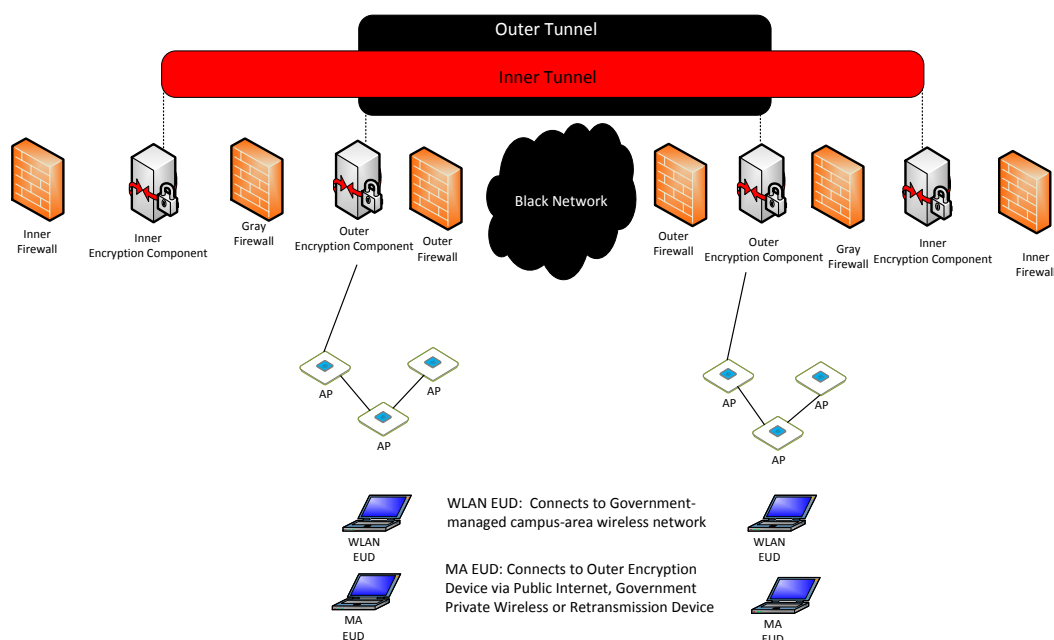 Outer Tunnel
Inner Tunnel
Black Network
Inner
Firewall
Inner
Encryption Component
Gray
Firewall
Outer
Encryption Component
Outer
Firewall
Outer
Firewall
Outer
Encryption Component
Gray
Firewall
Inner
Encryption Component
Inner
Firewall
AP
AP
AP
AP
AP
AP
WLAN
EUD
WLAN EUD: Connects to Government-
managed campus-area wireless network
WLAN
EUD
MA
EUD
MA EUD: Connects to Outer Encryption
Device via Public Internet, Government
Private Wireless or Retransmission Device
MA
EUD